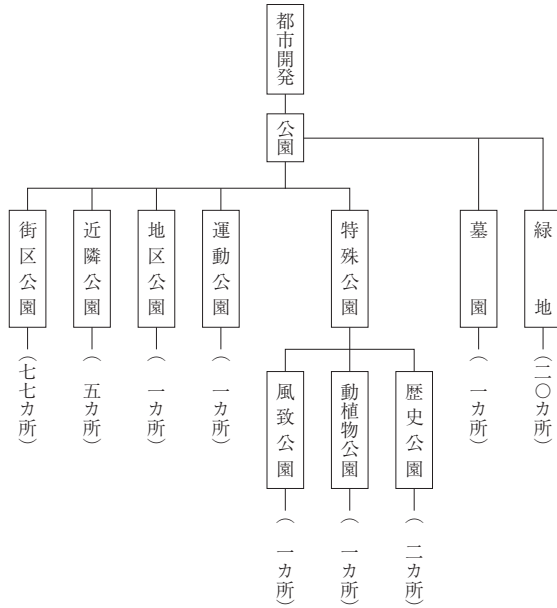 都市開発
公園
緑地
（二〇カ所）
墓園
（一カ所）
特殊公園
歴史公園
（二カ所）
動植物公園
（一カ所）
風致公園
（一カ所）
運動公園
（一カ所）
地区公園
（一カ所）
近隣公園
（五カ所）
街区公園
（七七カ所）